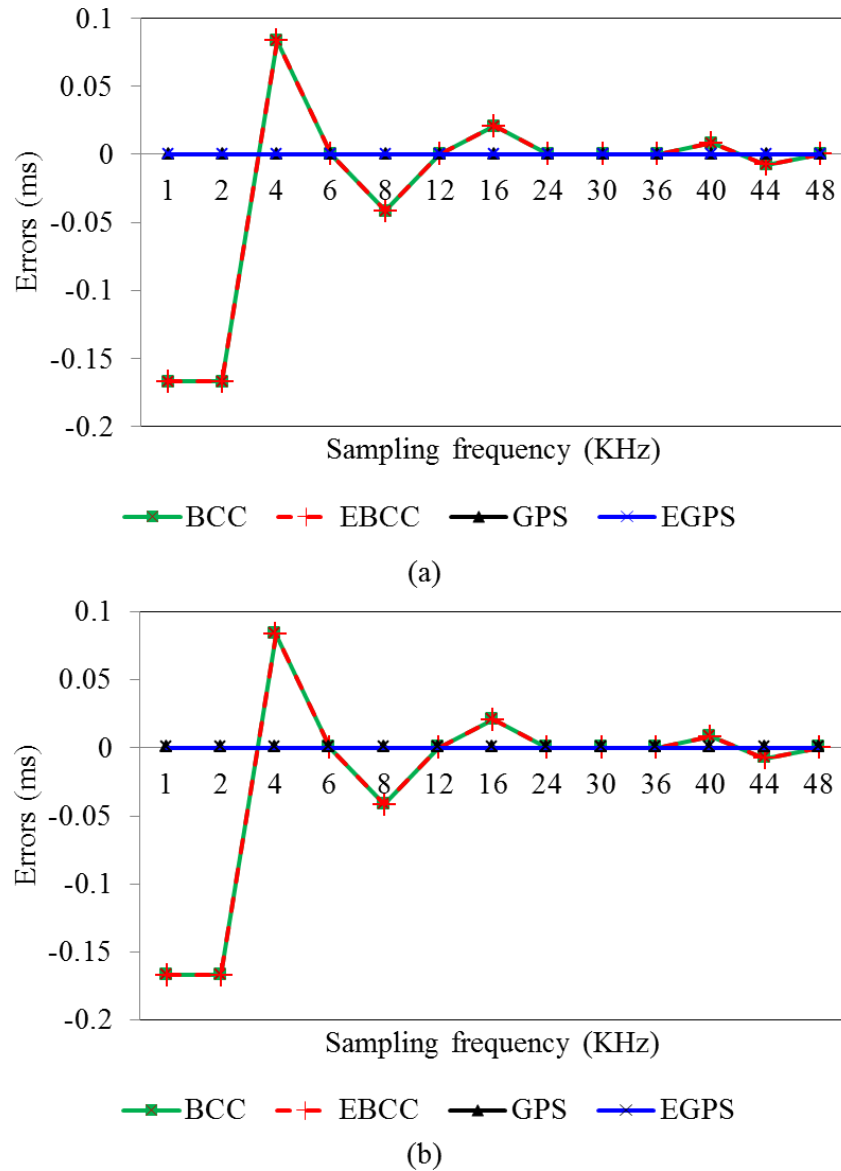 0.1
0.05
0
-0.05
-0.1
-0.15
-0.2
Errors (ms)
1 2 4 6 8 12 16 24 30 36 40 44 48
Sampling frequency (KHz)
BCC EBCC GPS EGPS
(a)
0.1
0.05
0
-0.05
-0.1
-0.15
-0.2
Errors (ms)
1 2 4 6 8 12 16 24 30 36 40 44 48
Sampling frequency (KHz)
BCC EBCC GPS EGPS
(b)